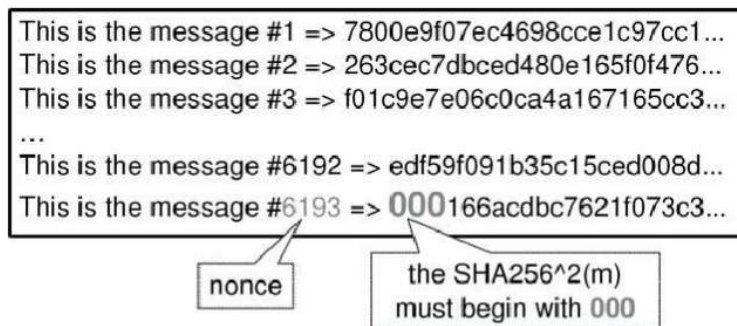 This is the message #1 => 7800e9f07ec4698cce1c97cc1...
This is the message #2 => 263cec7dbced480e165f0f476...
This is the message #3 => f01c9e7e06c0ca4a167165cc3...
...
This is the message #6192 => edf59f091b35c15ced008d...
This is the message #6193 => 000166acdbc7621f073c3...
nonce
the SHA256^2(m)
must begin with 000